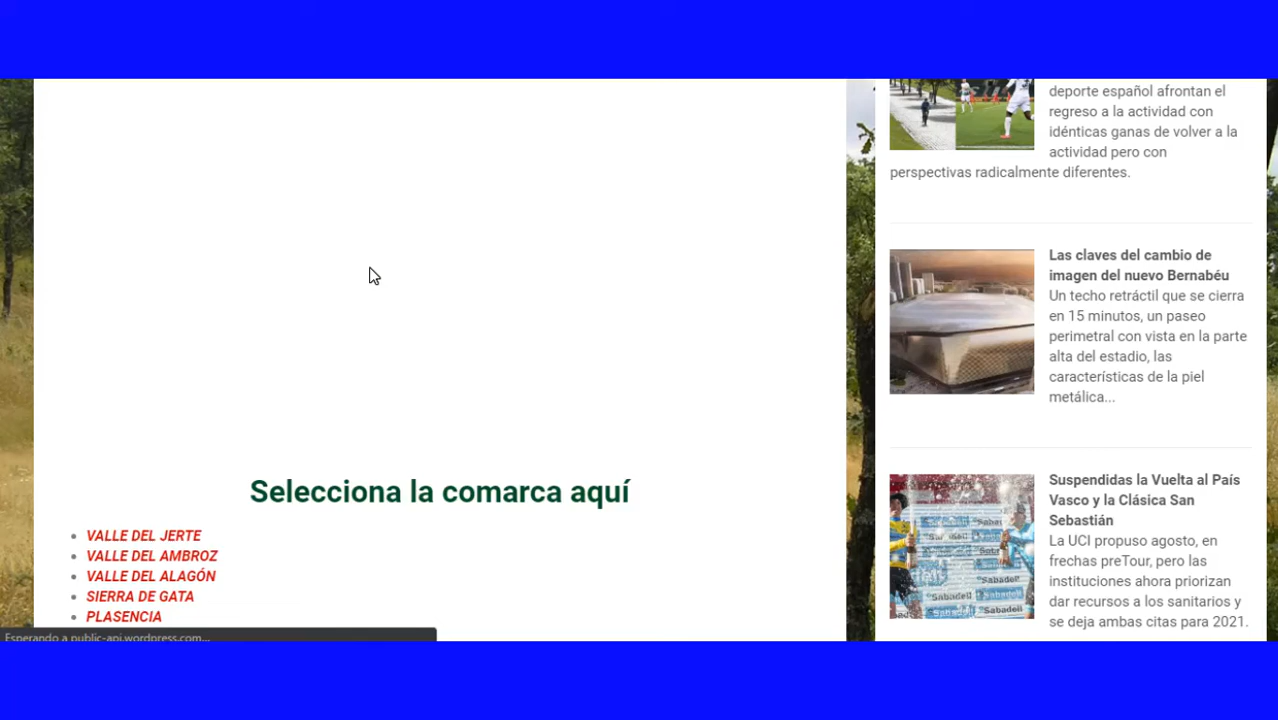 deporte español afrontan el
regreso a la actividad con
idénticas ganas de volver a la
actividad pero con
perspectivas radicalmente diferentes.
Las claves del cambio de
imagen del nuevo Bernabéu
Un techo retráctil que se cierra
en 15 minutos, un paseo
perimetral con vista en la parte
alta del estadio, las
características de la piel
metálica...
Selecciona la comarca aquí
VALLE DEL JERTE
VALLE DEL AMBROZ
VALLE DEL ALAGÓN
SIERRA DE GATA
PLASENCIA
Suspendidas la Vuelta al País
Vasco y la Clásica San
Sebastián
La UCI propuso agosto, en
frechas preTour, pero las
instituciones ahora priorizan
dar recursos a los sanitarios y
se deja ambas citas para 2021.
Sabadell
Sabadell
Sabadell
Sabadell
Esperando a public-api.wordpress.com...